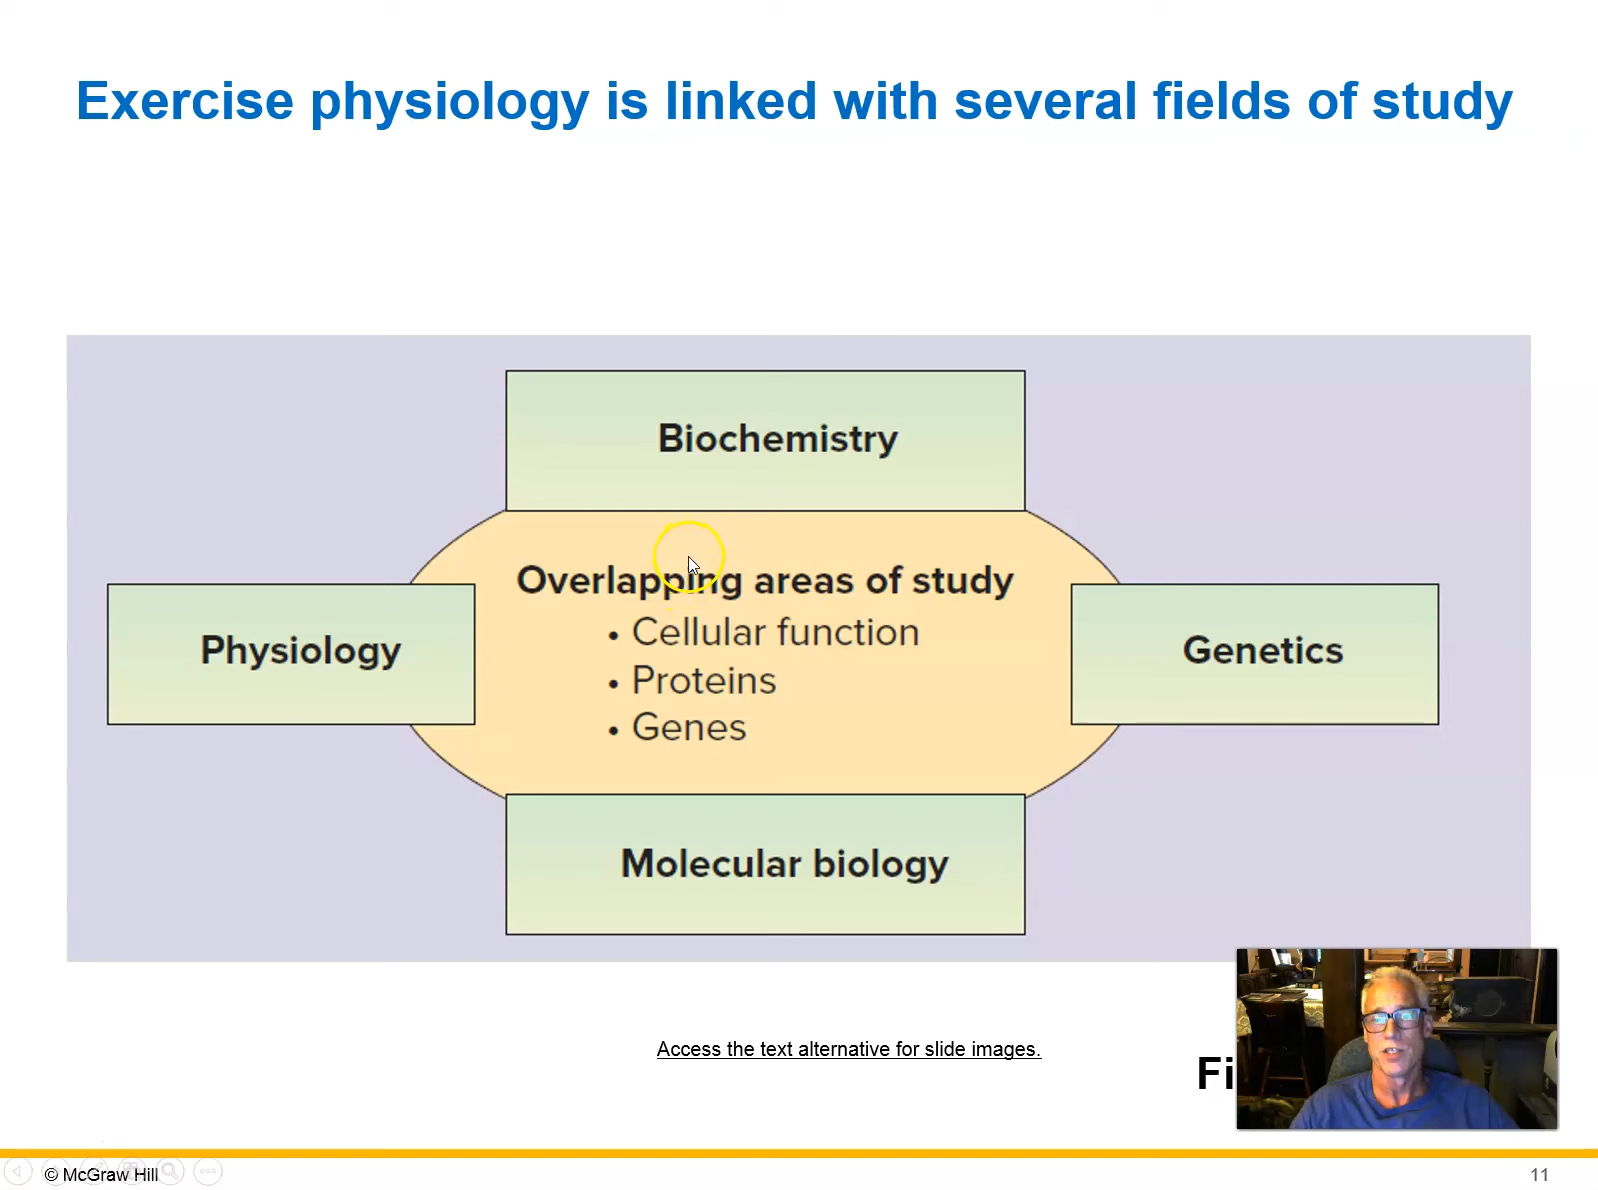 Exercise physiology is linked with several fields of study
Biochemistry
Overlapping areas of study
• Cellular function
• Proteins
• Genes
Physiology
Genetics
Molecular biology
Access the text alternative for slide images.
Fi
© McGraw Hill
11